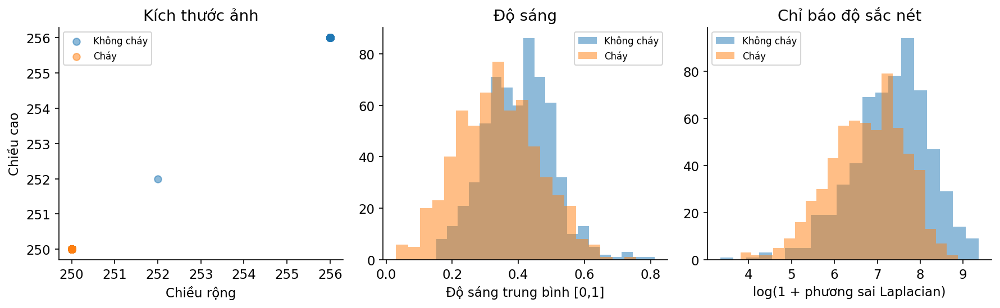 Kích thước ảnh
Không cháy
Cháy
256
255
254
253
252
251
250
Chiều cao
250 251 252 253 254 255 256
Chiều rộng
Độ sáng
Không cháy
Cháy
80
60
40
20
0
0.0 0.2 0.4 0.6 0.8
Độ sáng trung bình [0,1]
Chỉ báo độ sắc nét
Không cháy
Cháy
80
60
40
20
0
4 5 6 7 8 9
log(1 + phương sai Laplacian)